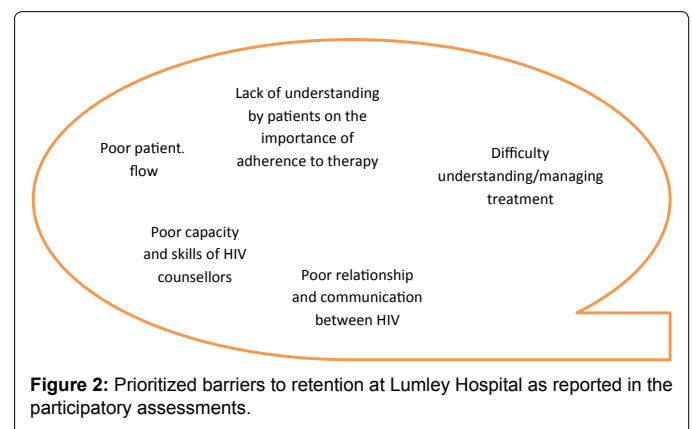 Lack of understanding
by patients on the
importance of
adherence to therapy
Poor patient.
flow
Difficulty
understanding/managing
treatment
Poor capacity
and skills of HIV
counsellors
Poor relationship
and communication
between HIV
Figure 2: Prioritized barriers to retention at Lumley Hospital as reported in the
participatory assessments.